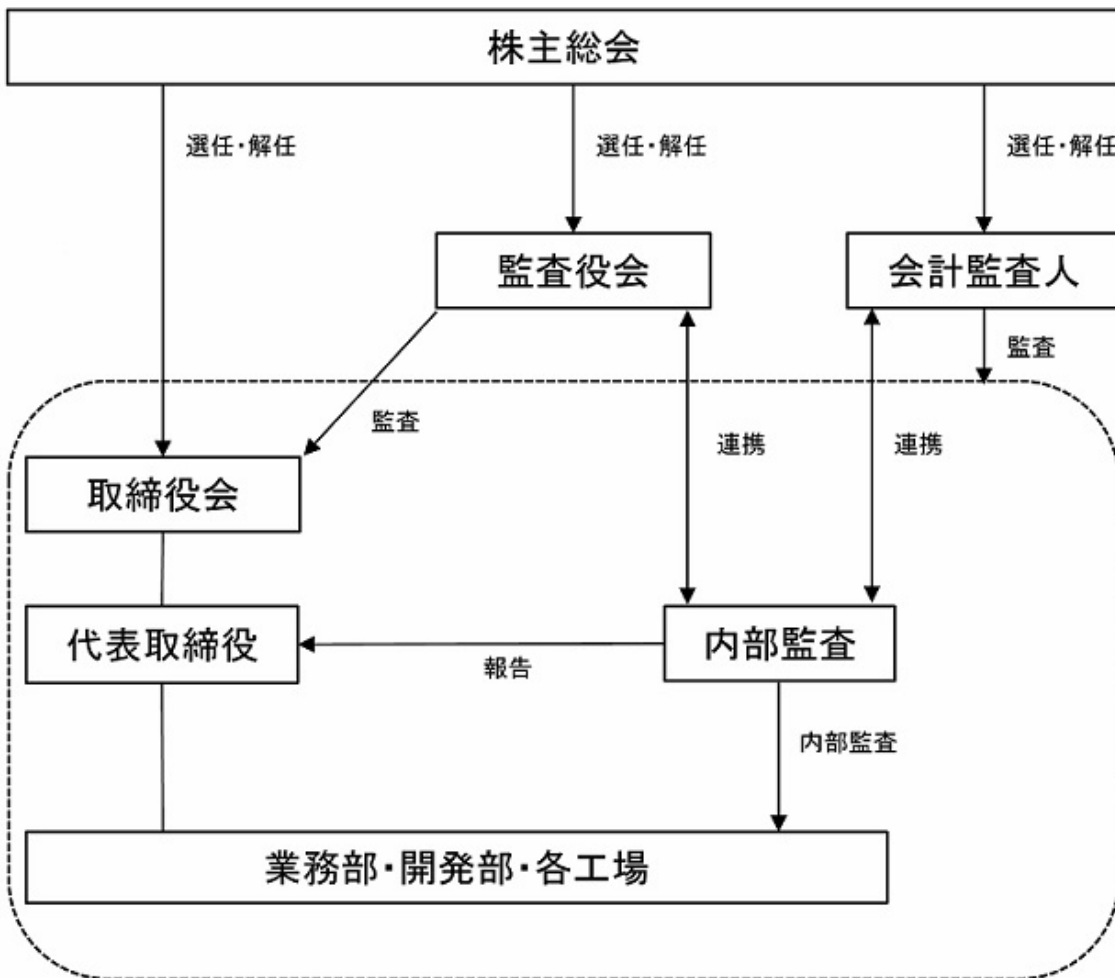 株主総会
選任・解任
選任・解任
選任・解任
監査役会
会計監査人
監査
監査
連携
連携
取締役会
代表取締役
報告
内部監査
内部監査
業務部・開発部・各工場